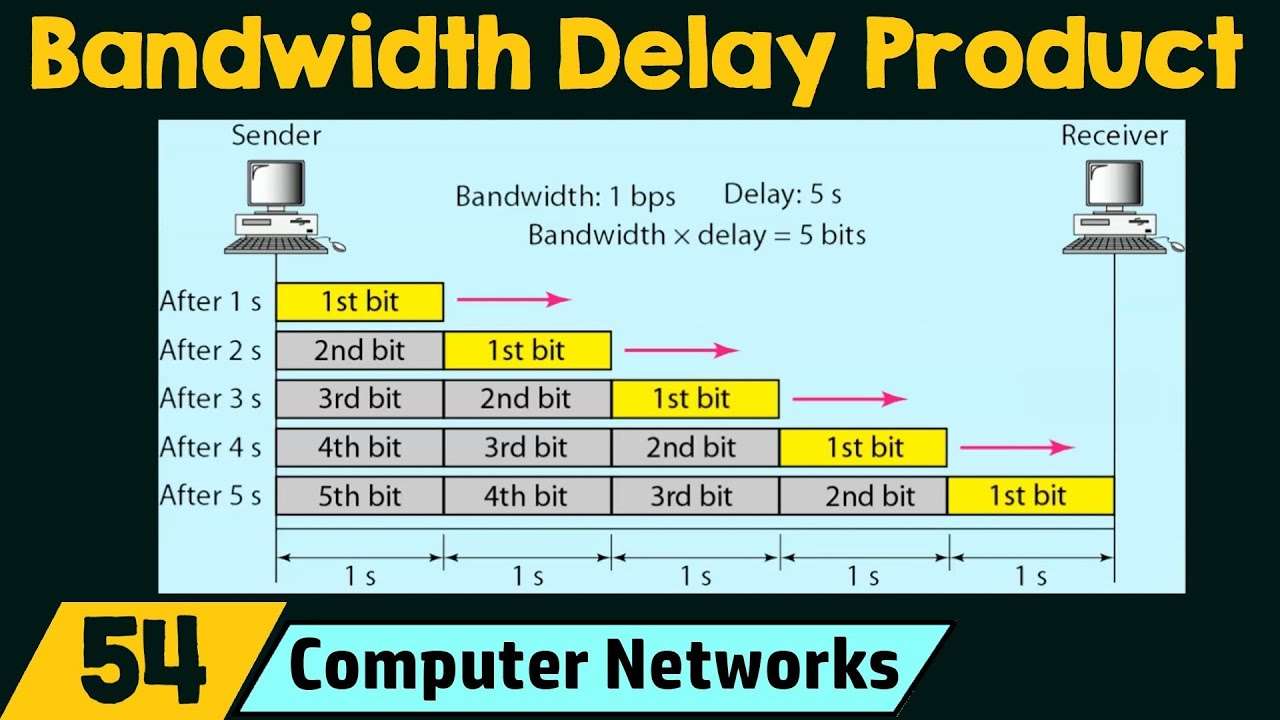 Bandwidth Delay Product
Sender
Receiver
Bandwidth: 1 bps Delay: 5 s
Bandwidth × delay = 5 bits
After 1 s 1st bit
After 2 s 2nd bit 1st bit
After 3 s 3rd bit 2nd bit 1st bit
After 4 s 4th bit 3rd bit 2nd bit 1st bit
After 5 s 5th bit 4th bit 3rd bit 2nd bit 1st bit
1 s 1 s 1 s 1 s 1 s
54 Computer Networks